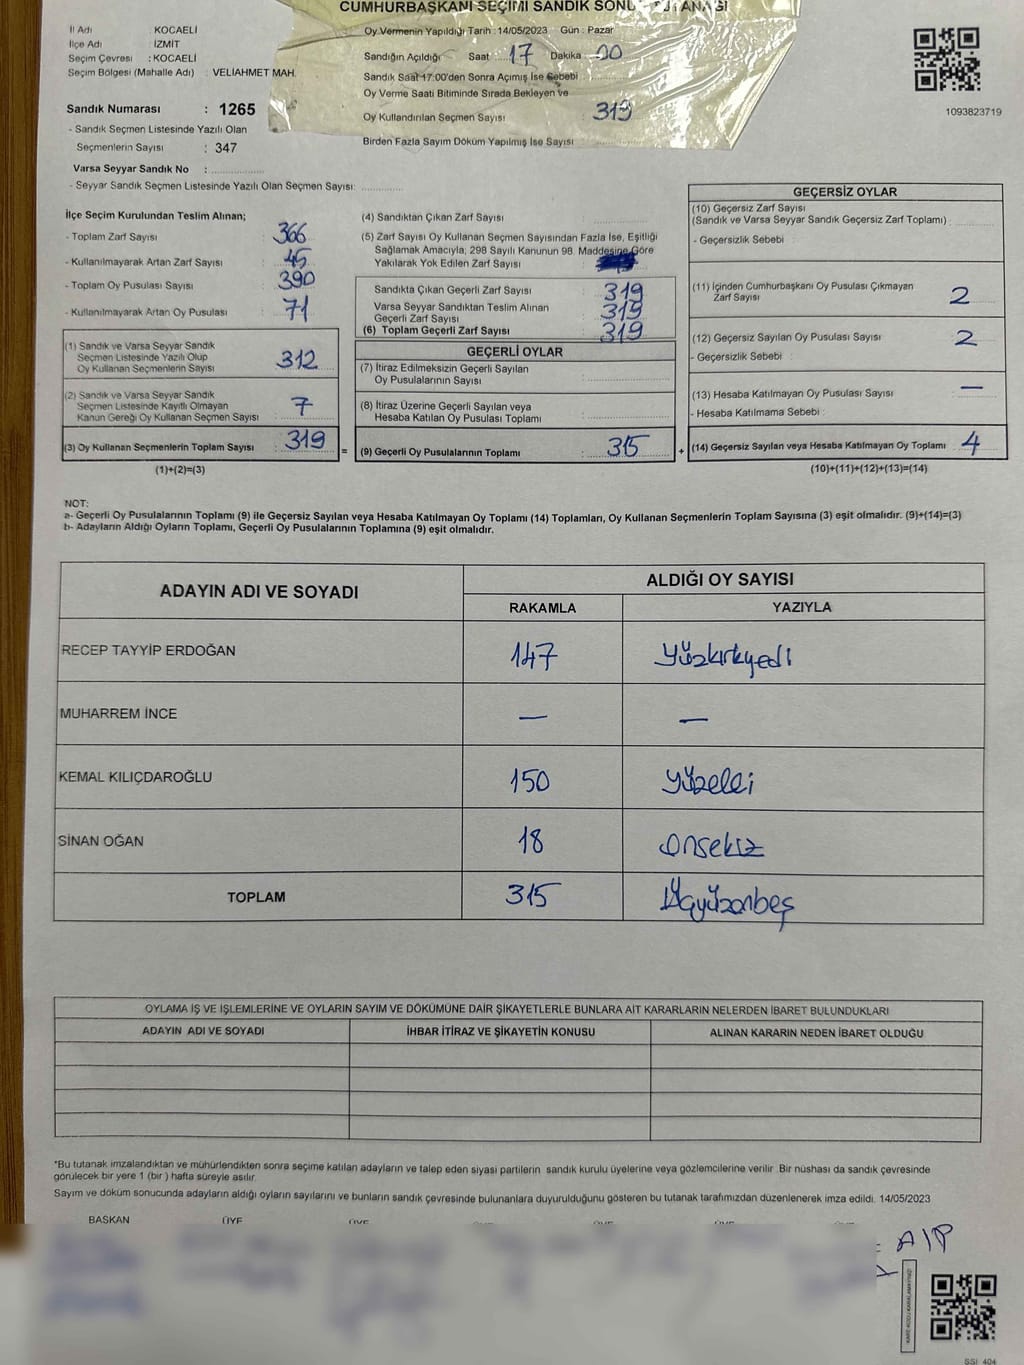 CUMHURBAŞKANI SEÇİMİ SANDIK SONUÇ TUTANAĞI
İl Adı KOCAELİ
İlçe Adı İZMİT
Seçim Çevresi : KOCAELİ
Seçim Bölgesi (Mahalle Adı) : VELİAHMET MAH.
Sandık Numarası : 1265
- Sandık Seçmen Listesinde Yazılı Olan
Seçmenlerin Sayısı : 347
Varsa Seyyar Sandık No :
- Seyyar Sandık Seçmen Listesinde Yazılı Olan Seçmen Sayısı:
Oy Vermenin Yapıldığı Tarih : 14/05/2023 Gün : Pazar
Sandığın Açıldığı Saat : 17 Dakika 00
Sandık Saat 17:00'den Sonra Açımış İse Sebebi
Oy Verme Saati Bitiminde Sırada Bekleyen ve
Oy Kullandırılan Seçmen Sayısı : 319
Birden Fazla Sayım Döküm Yapılmış İse Sayısı
1093823719
İlçe Seçim Kurulundan Teslim Alınan;
- Toplam Zarf Sayısı : 366
- Kullanılmayarak Artan Zarf Sayısı : 45
- Toplam Oy Pusulası Sayısı : 390
- Kullanılmayarak Artan Oy Pusulası : 71
(1) Sandık ve Varsa Seyyar Sandık
Seçmen Listesinde Yazılı Olup
Oy Kullanan Seçmenlerin Sayısı : 312
(2) Sandık ve Varsa Seyyar Sandık
Seçmen Listesinde Kayıtlı Olmayan
Kanun Gereği Oy Kullanan Seçmen Sayısı : 7
(3) Oy Kullanan Seçmenlerin Toplam Sayısı : 319
(1)+(2)=(3)
=
(4) Sandıktan Çıkan Zarf Sayısı :
(5) Zarf Sayısı Oy Kullanan Seçmen Sayısından Fazla İse, Eşitliği
Sağlamak Amacıyla, 298 Sayılı Kanunun 98. Maddesine Göre
Yakılarak Yok Edilen Zarf Sayısı
Sandıkta Çıkan Geçerli Zarf Sayısı : 319
Varsa Seyyar Sandıktan Teslim Alınan
Geçerli Zarf Sayısı : 319
(6) Toplam Geçerli Zarf Sayısı : 319
GEÇERLİ OYLAR
(7) İtiraz Edilmeksizin Geçerli Sayılan
Oy Pusulalarının Sayısı :
(8) İtiraz Üzerine Geçerli Sayılan veya
Hesaba Katılan Oy Pusulası Toplamı :
(9) Geçerli Oy Pusulalarının Toplamı : 315
+
GEÇERSİZ OYLAR
(10) Geçersiz Zarf Sayısı
(Sandık ve Varsa Seyyar Sandık Geçersiz Zarf Toplamı) :
- Geçersizlik Sebebi :
(11) İçinden Cumhurbaşkanı Oy Pusulası Çıkmayan
Zarf Sayısı : 2
(12) Geçersiz Sayılan Oy Pusulası Sayısı : 2
- Geçersizlik Sebebi :
(13) Hesaba Katılmayan Oy Pusulası Sayısı : —
- Hesaba Katılmama Sebebi :
(14) Geçersiz Sayılan veya Hesaba Katılmayan Oy Toplamı : 4
(10)+(11)+(12)+(13)=(14)
NOT:
a- Geçerli Oy Pusulalarının Toplamı (9) ile Geçersiz Sayılan veya Hesaba Katılmayan Oy Toplamı (14) Toplamları, Oy Kullanan Seçmenlerin Toplam Sayısına (3) eşit olmalıdır. (9)+(14)=(3)
b- Adayların Aldığı Oyların Toplamı, Geçerli Oy Pusulalarının Toplamına (9) eşit olmalıdır.
ADAYIN ADI VE SOYADI ALDIĞI OY SAYISI
RAKAMLA YAZIYLA
RECEP TAYYİP ERDOĞAN 147 Yüzkırkyedi
MUHARREM İNCE — —
KEMAL KILIÇDAROĞLU 150 Yüzelli
SİNAN OĞAN 18 Onsekiz
TOPLAM 315 Üçyüzonbeş
OYLAMA İŞ VE İŞLEMLERİNE VE OYLARIN SAYIM VE DÖKÜMÜNE DAİR ŞİKAYETLERLE BUNLARA AİT KARARLARIN NELERDEN İBARET BULUNDUKLARI
ADAYIN ADI VE SOYADI İHBAR İTİRAZ VE ŞİKAYETİN KONUSU ALINAN KARARIN NEDEN İBARET OLDUĞU
*Bu tutanak imzalandıktan ve mühürlendikten sonra seçime katılan adayların ve talep eden siyasi partilerin sandık kurulu üyelerine veya gözlemcilerine verilir. Bir nüshası da sandık çevresinde
görülecek bir yere 1 (bir ) hafta süreyle asılır.
Sayım ve döküm sonucunda adayların aldığı oyların sayılarını ve bunların sandık çevresinde bulunanlara duyurulduğunu gösteren bu tutanak tarafımızdan düzenlenerek imza edildi. 14/05/2023
BAŞKAN ÜYE ÜYE ÜYE ÜYE ÜYE ÜYE
AIP
SSI 404